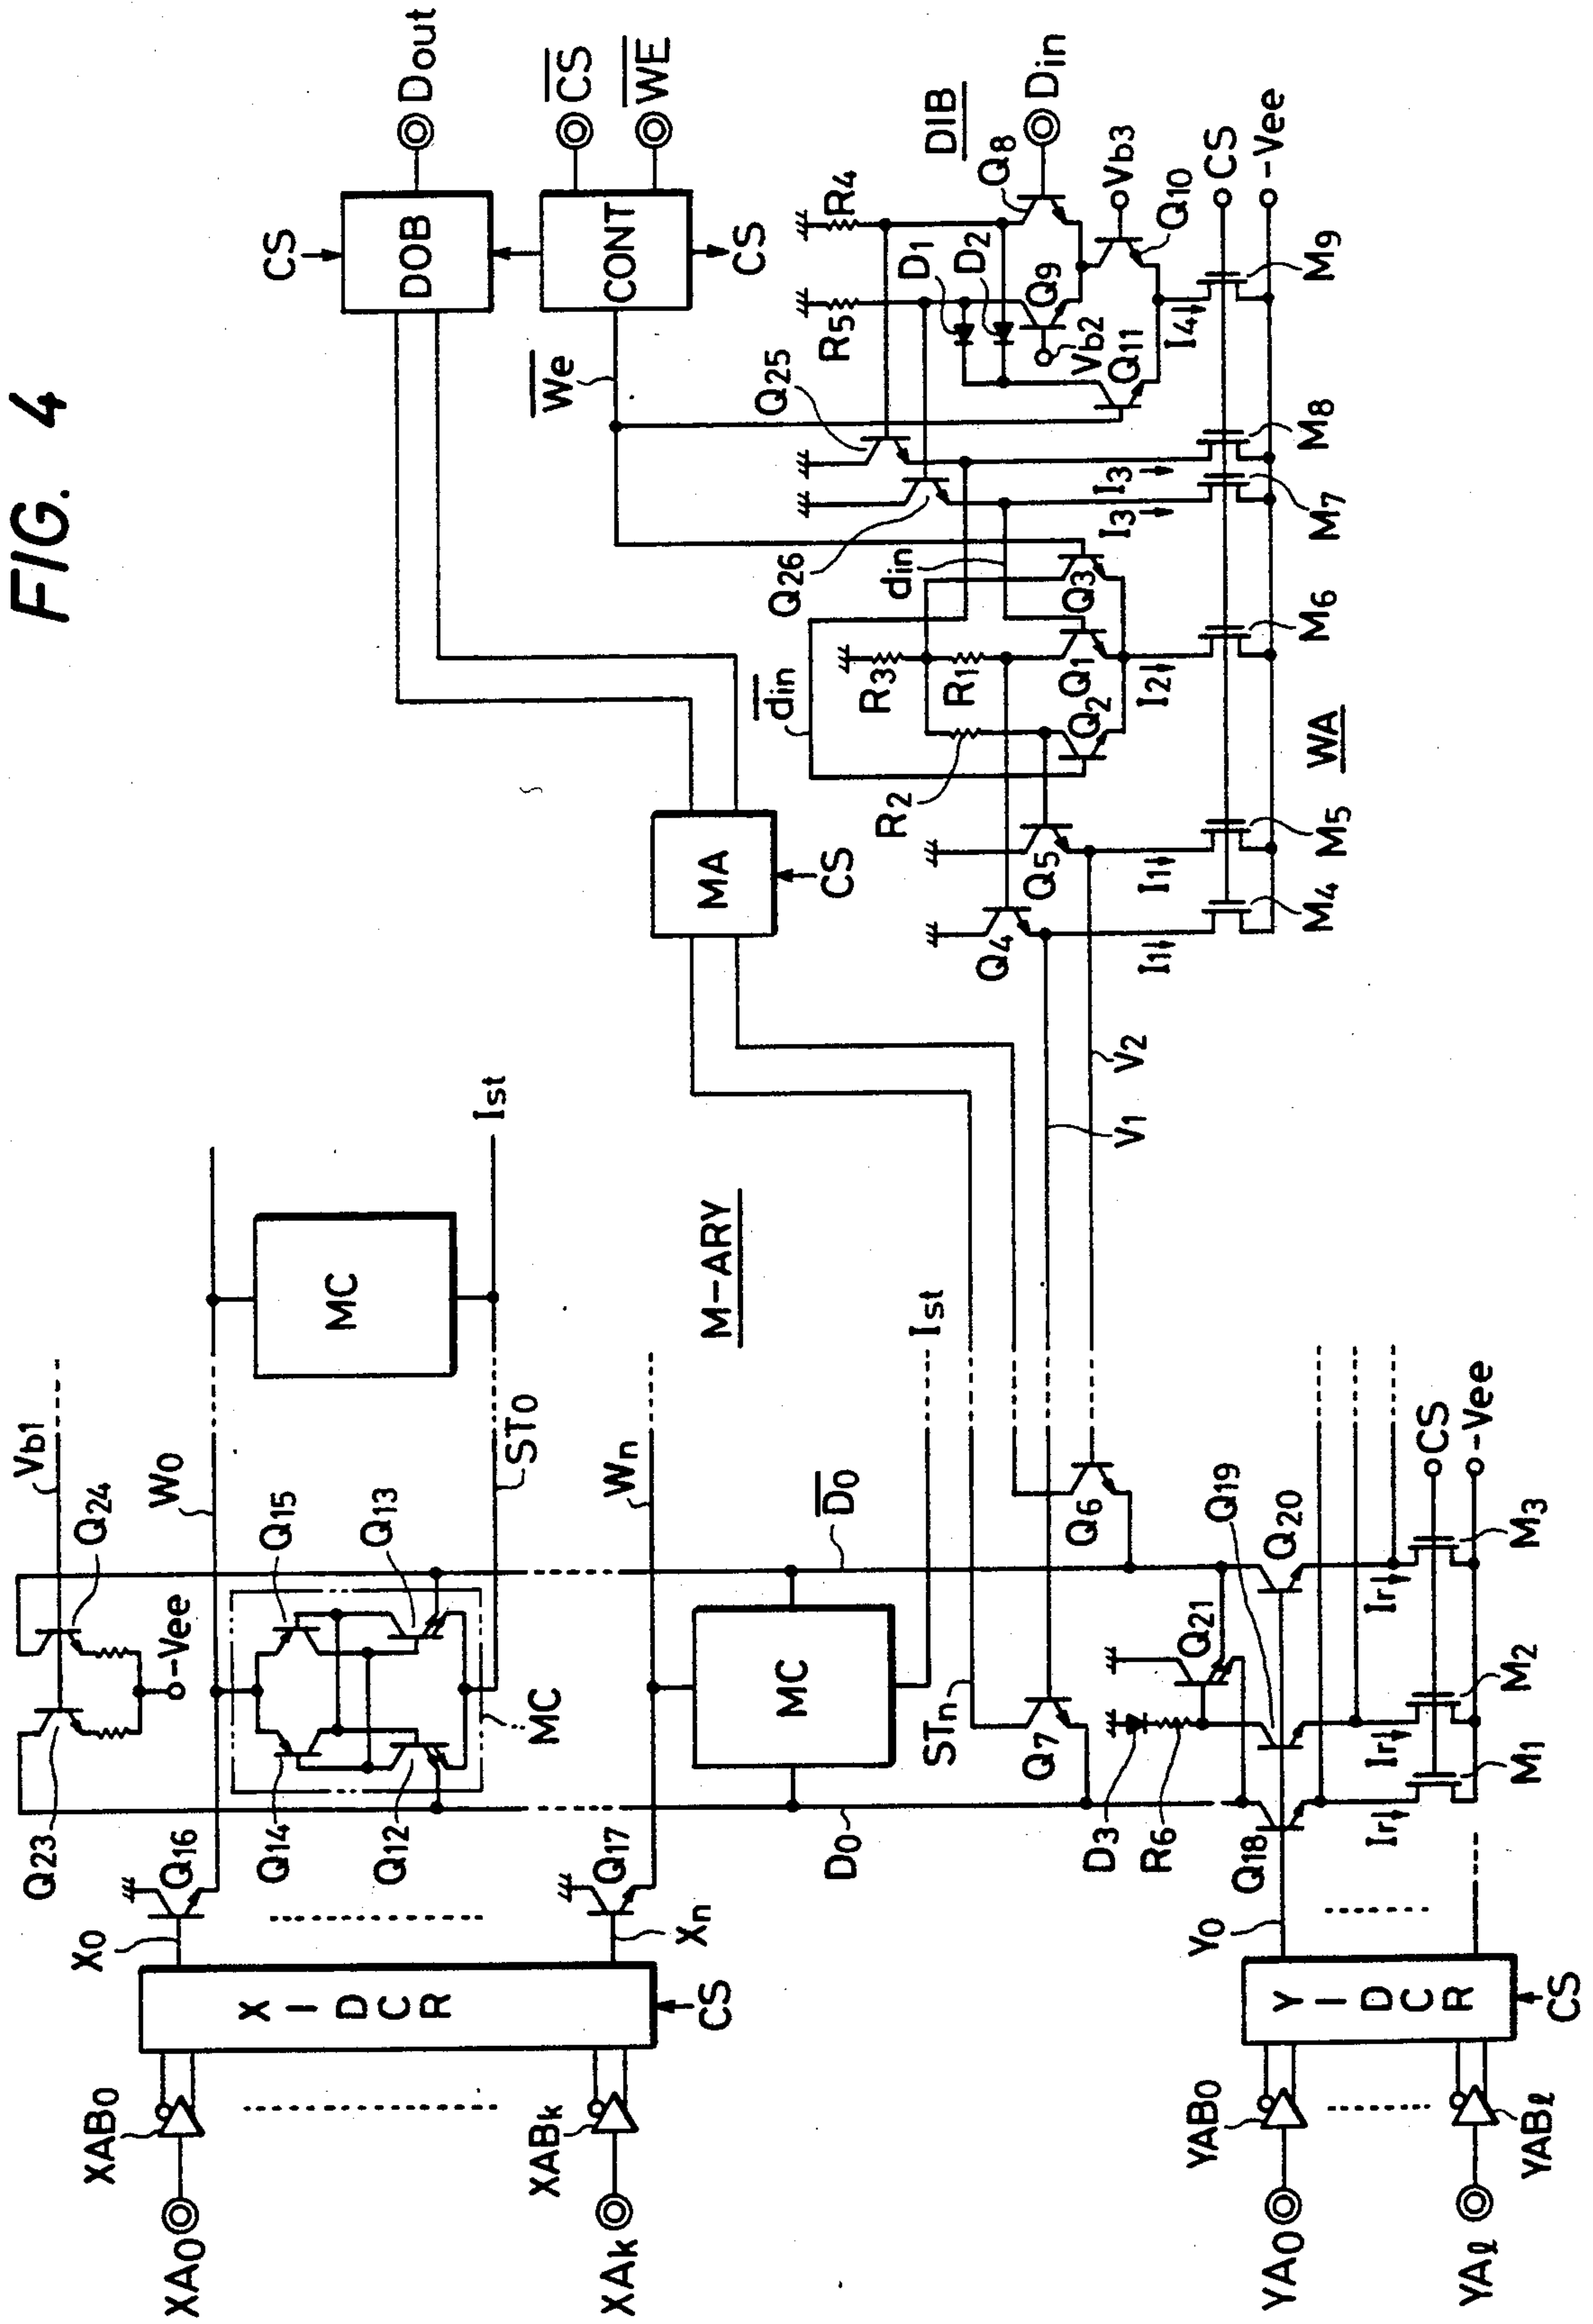 FIG. 4
XA0
XAB0
XAk
XABk
X-DCR
CS
X0
Xn
Q16
Q17
Q23
Q24
Vb1
-Vee
W0
Q14
Q15
Q12
Q13
MC
MC
Ist
ST0
Wn
MC
Ist
STn
D0
D0
M-ARY
Q7
Q6
D3
R6
Q21
Q18
Q19
Q20
YA0
YAB0
YAℓ
YABℓ
Y-DCR
CS
Y0
Ir
Ir
Ir
M1
M2
M3
CS
-Vee
V1
V2
MA
CS
DOB
CS
Dout
CONT
CS
CS
WE
We
Q4
Q5
R2
R3
R1
Q2
Q1
Q3
din
din
Q26
Q25
R5
R4
D1
D2
Q9
Q8
DIB
Din
Vb2
Q11
Vb3
Q10
I1
I1
I2
I3
I3
I4
WA
M4
M5
M6
M7
M8
M9
CS
-Vee